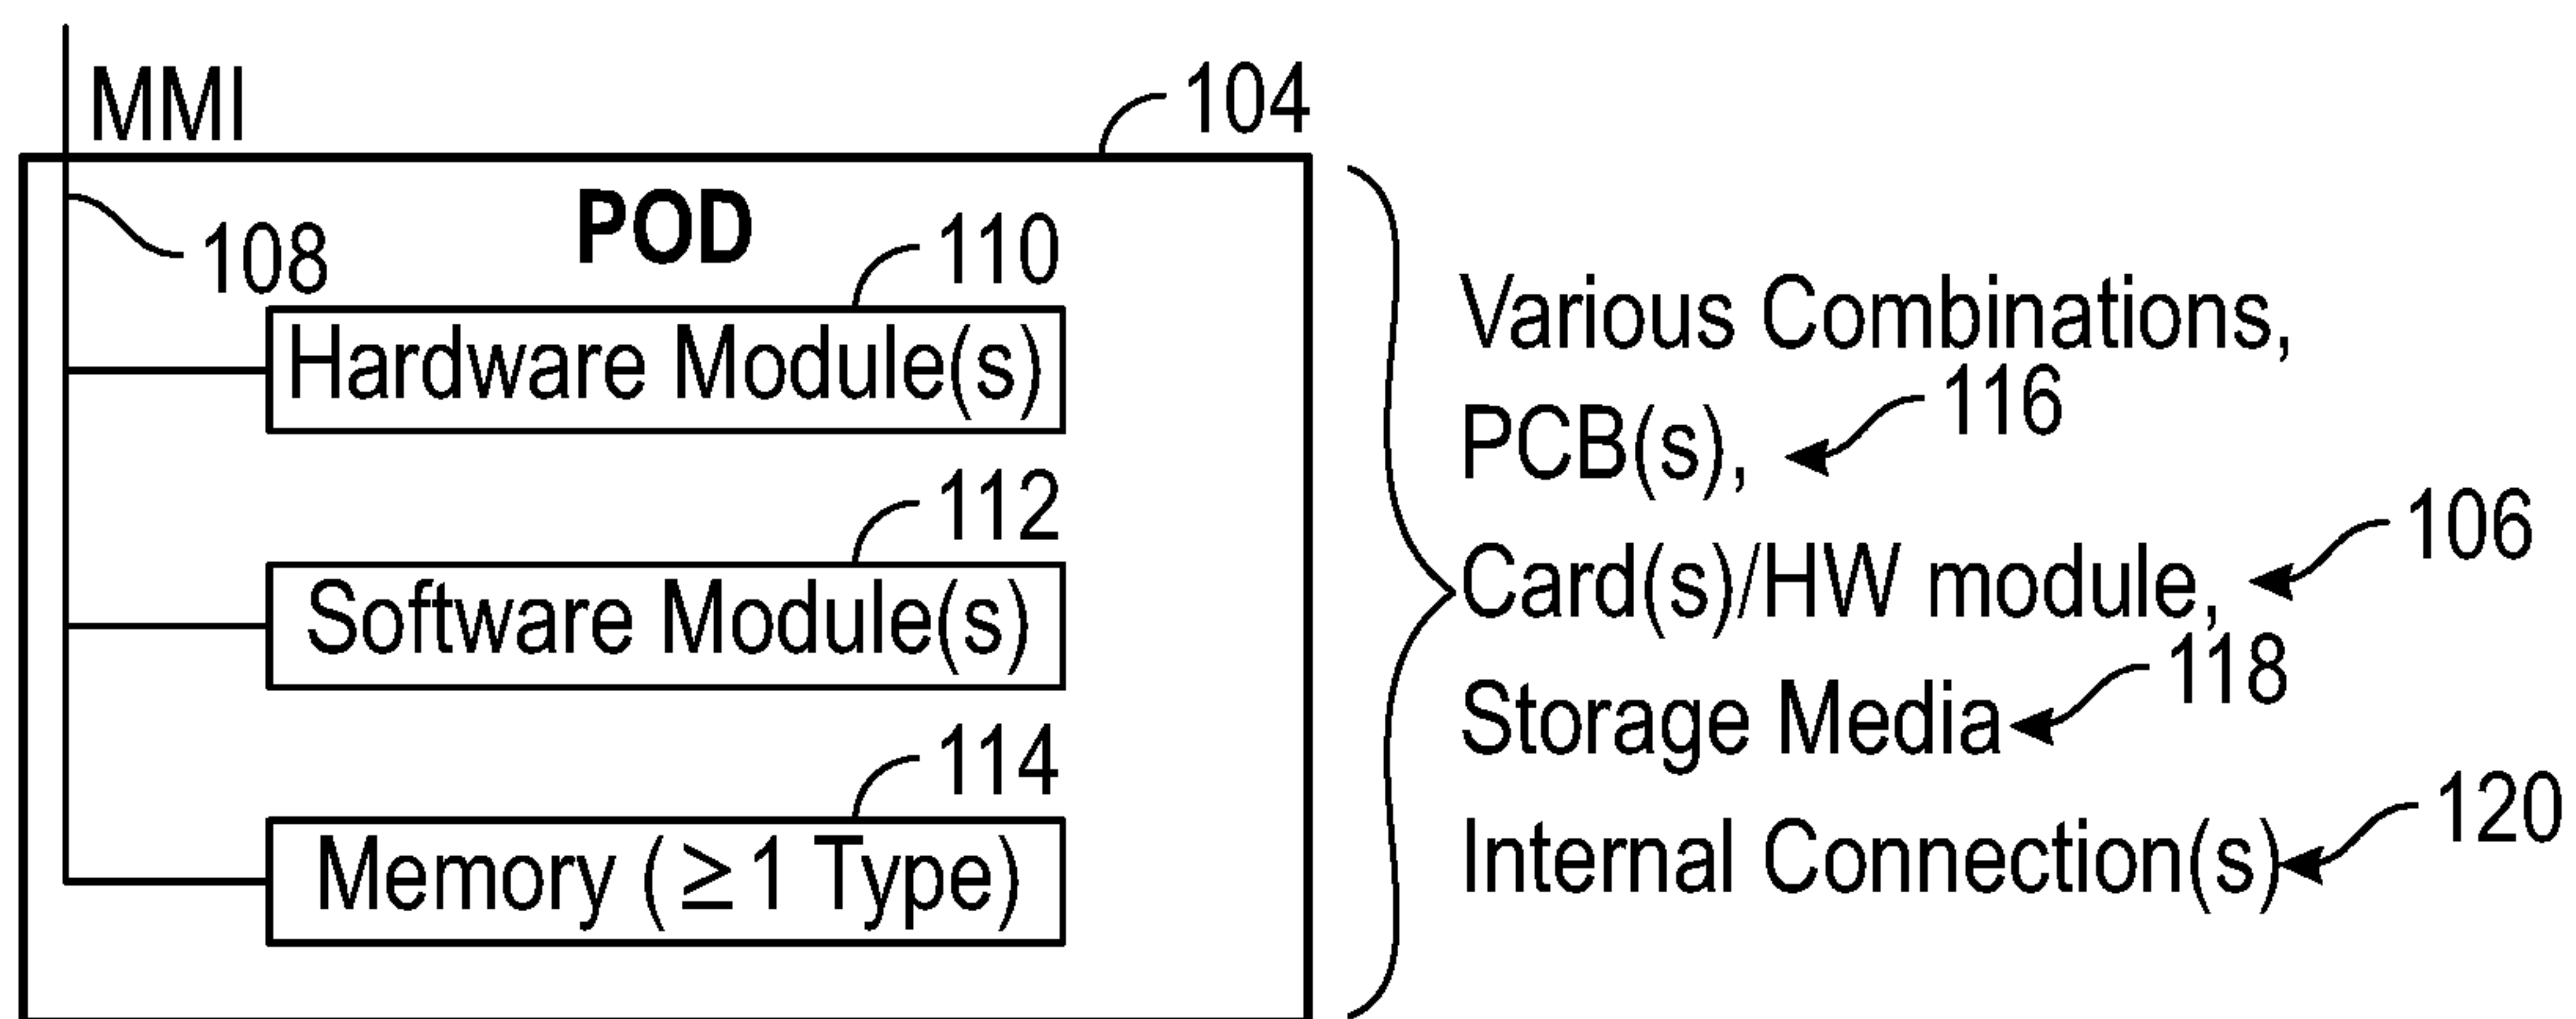 MMI
104
POD
108
110
Hardware Module(s)
112
Software Module(s)
114
Memory (≥1 Type)
Various Combinations,
PCB(s),
116
Card(s)/HW module,
106
Storage Media
118
Internal Connection(s)
120